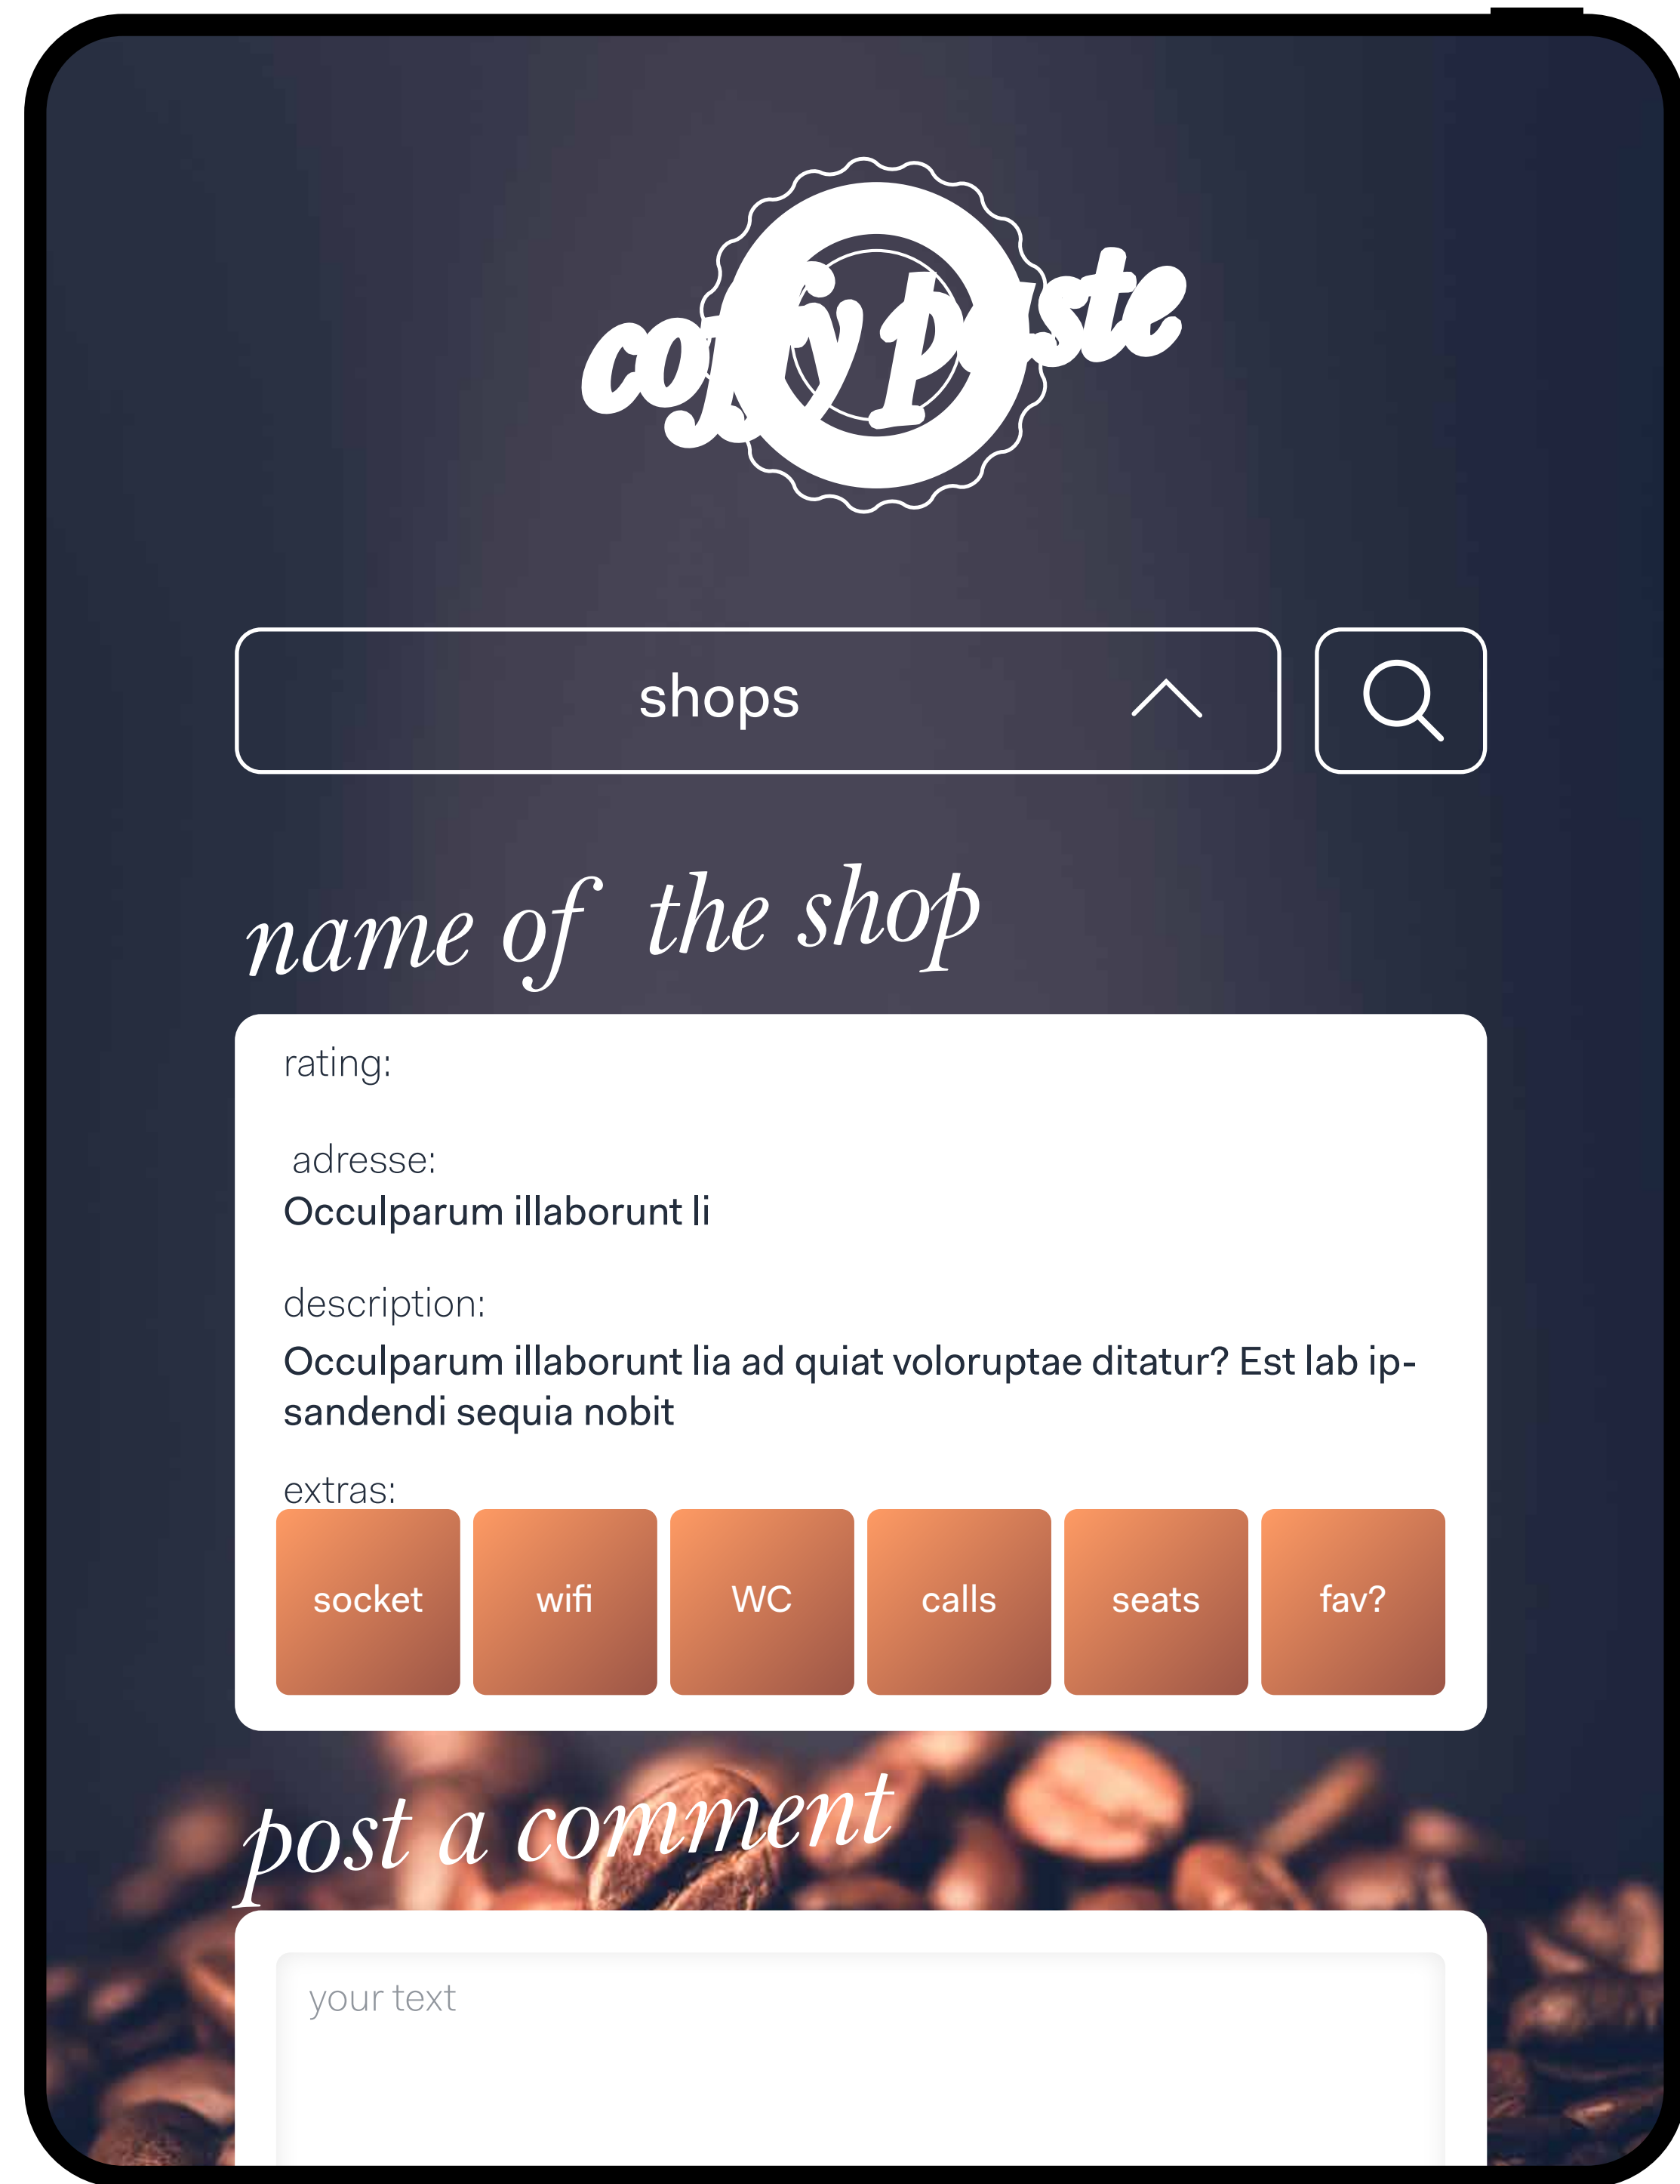 paste
shops
name of the shop
rating:
adresse:
Occulparum illaborunt li
description:
Occulparum illaborunt lia ad quiat voloruptae ditatur? Est lab ip-
sandendi sequia nobit
extras:
socket wifi WC calls seats fav?
post a comment
your text